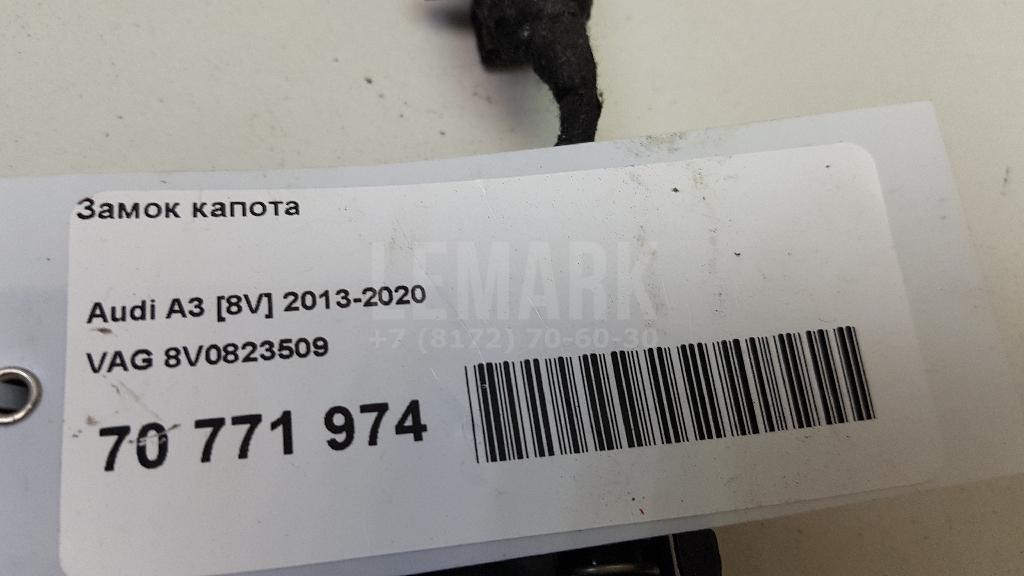 Замок капота
LEMARK
Audi A3 [8V] 2013-2020
+7 (8172) 70-60-30
VAG 8V0823509
70 771 974